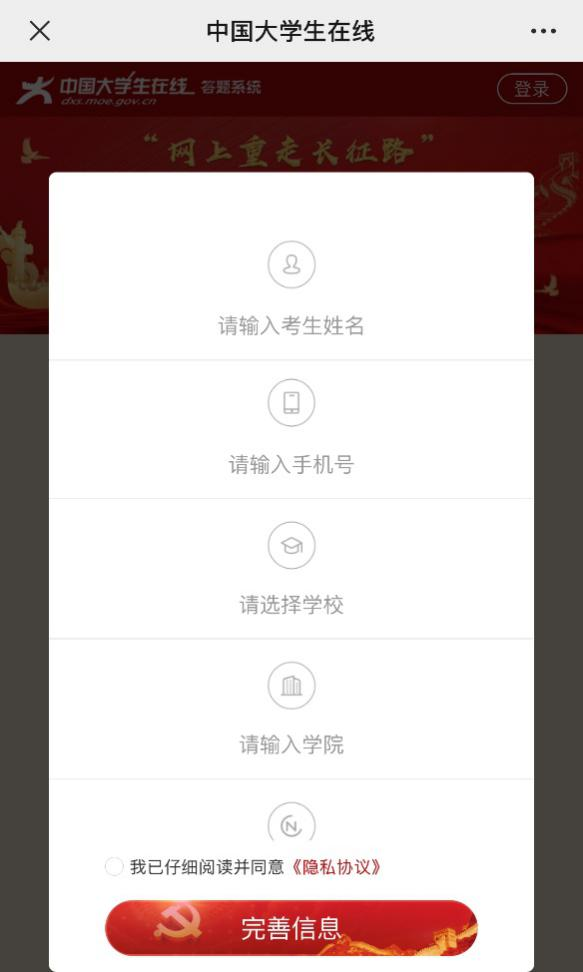 中国大学生在线
中国大学生在线 答题系统
dxs.moe.gov.cn
登录
“网上重走长征路”
请输入考生姓名
请输入手机号
请选择学校
请输入学院
N
我已仔细阅读并同意《隐私协议》
完善信息